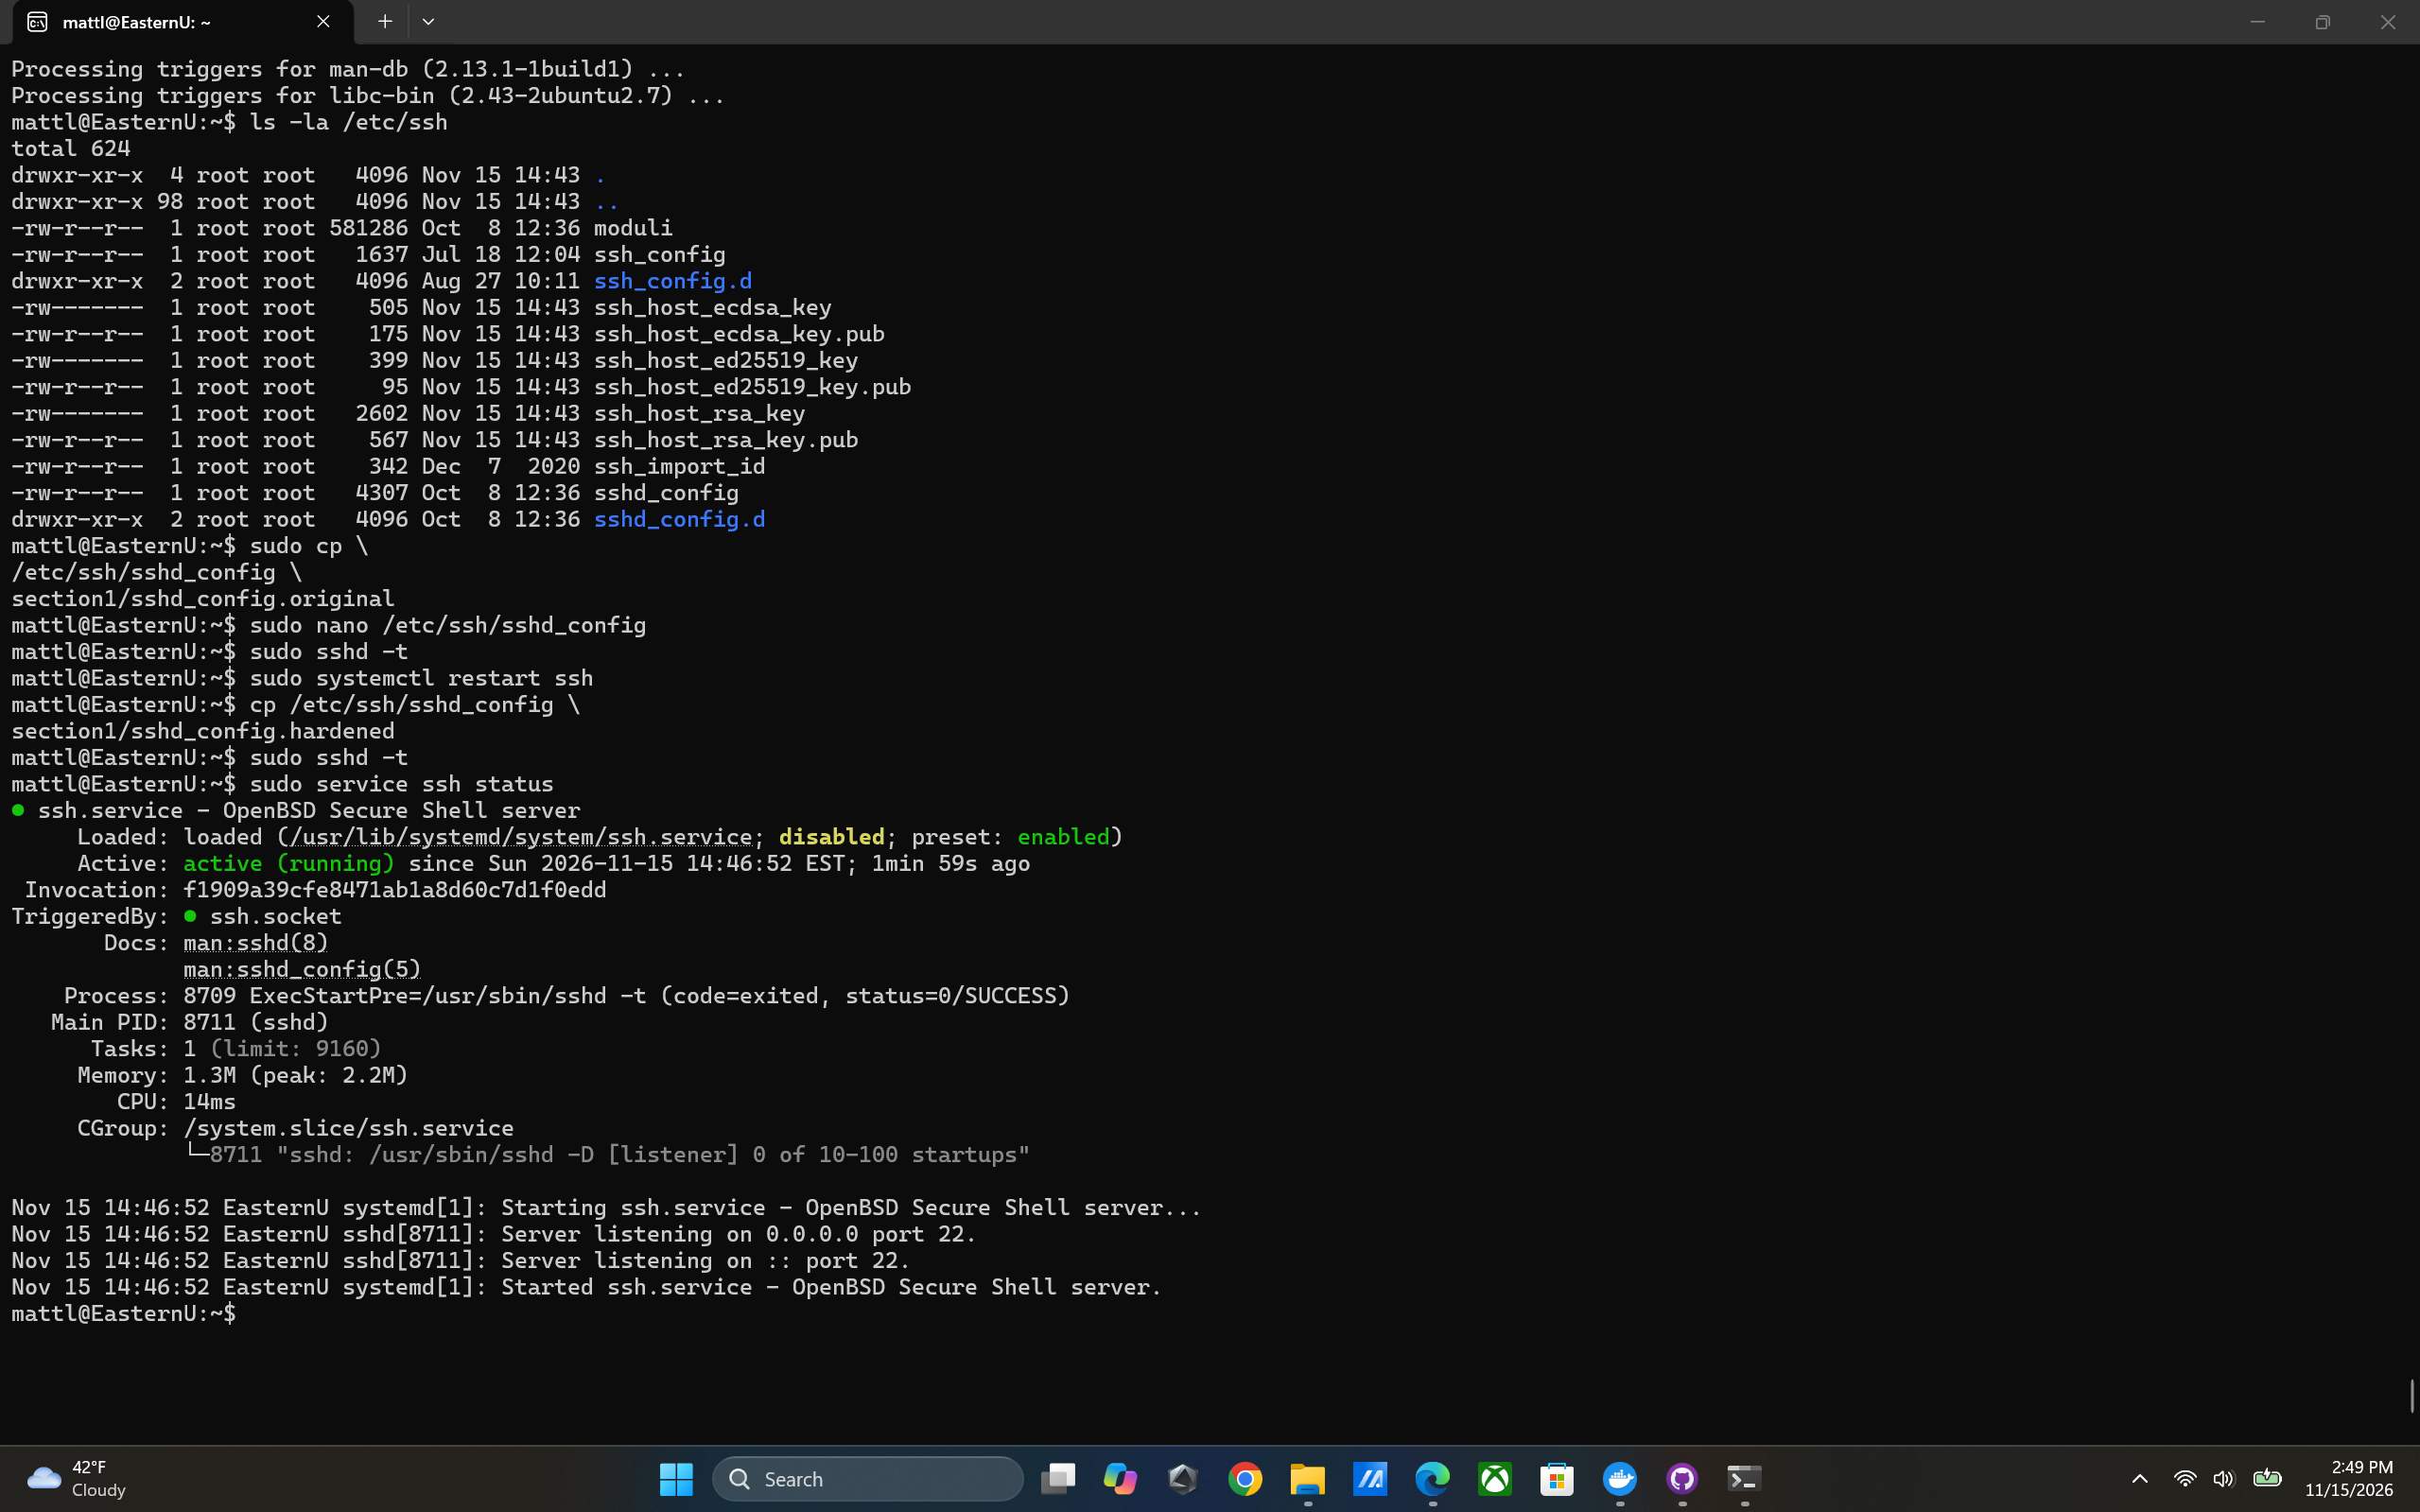 mattl@EasternU: ~
Processing triggers for man-db (2.13.1-1build1) ...
Processing triggers for libc-bin (2.43-2ubuntu2.7) ...
mattl@EasternU:~$ ls -la /etc/ssh
total 624
drwxr-xr-x  4 root root   4096 Nov 15 14:43 .
drwxr-xr-x 98 root root   4096 Nov 15 14:43 ..
-rw-r--r--  1 root root 581286 Oct  8 12:36 moduli
-rw-r--r--  1 root root   1637 Jul 18 12:04 ssh_config
drwxr-xr-x  2 root root   4096 Aug 27 10:11 ssh_config.d
-rw-------  1 root root    505 Nov 15 14:43 ssh_host_ecdsa_key
-rw-r--r--  1 root root    175 Nov 15 14:43 ssh_host_ecdsa_key.pub
-rw-------  1 root root    399 Nov 15 14:43 ssh_host_ed25519_key
-rw-r--r--  1 root root     95 Nov 15 14:43 ssh_host_ed25519_key.pub
-rw-------  1 root root   2602 Nov 15 14:43 ssh_host_rsa_key
-rw-r--r--  1 root root    567 Nov 15 14:43 ssh_host_rsa_key.pub
-rw-r--r--  1 root root    342 Dec  7  2020 ssh_import_id
-rw-r--r--  1 root root   4307 Oct  8 12:36 sshd_config
drwxr-xr-x  2 root root   4096 Oct  8 12:36 sshd_config.d
mattl@EasternU:~$ sudo cp \
/etc/ssh/sshd_config \
section1/sshd_config.original
mattl@EasternU:~$ sudo nano /etc/ssh/sshd_config
mattl@EasternU:~$ sudo sshd -t
mattl@EasternU:~$ sudo systemctl restart ssh
mattl@EasternU:~$ cp /etc/ssh/sshd_config \
section1/sshd_config.hardened
mattl@EasternU:~$ sudo sshd -t
mattl@EasternU:~$ sudo service ssh status
● ssh.service - OpenBSD Secure Shell server
     Loaded: loaded (/usr/lib/systemd/system/ssh.service; disabled; preset: enabled)
     Active: active (running) since Sun 2026-11-15 14:46:52 EST; 1min 59s ago
 Invocation: f1909a39cfe8471ab1a8d60c7d1f0edd
TriggeredBy: ● ssh.socket
       Docs: man:sshd(8)
             man:sshd_config(5)
    Process: 8709 ExecStartPre=/usr/sbin/sshd -t (code=exited, status=0/SUCCESS)
   Main PID: 8711 (sshd)
      Tasks: 1 (limit: 9160)
     Memory: 1.3M (peak: 2.2M)
        CPU: 14ms
     CGroup: /system.slice/ssh.service
             └─8711 "sshd: /usr/sbin/sshd -D [listener] 0 of 10-100 startups"
Nov 15 14:46:52 EasternU systemd[1]: Starting ssh.service - OpenBSD Secure Shell server...
Nov 15 14:46:52 EasternU sshd[8711]: Server listening on 0.0.0.0 port 22.
Nov 15 14:46:52 EasternU sshd[8711]: Server listening on :: port 22.
Nov 15 14:46:52 EasternU systemd[1]: Started ssh.service - OpenBSD Secure Shell server.
mattl@EasternU:~$
42°F
Cloudy
Search
2:49 PM
11/15/2026